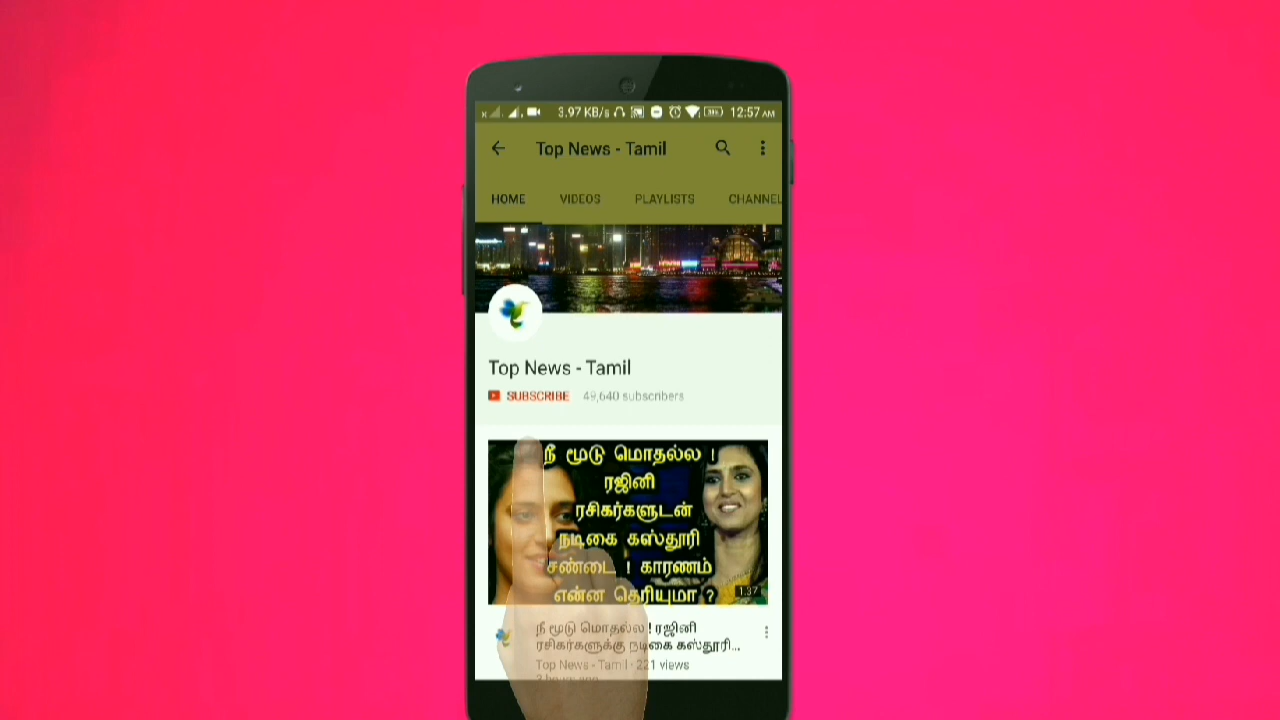 3.97 KB/s 12:57 AM
Top News - Tamil
HOME VIDEOS PLAYLISTS CHANNEL
Top News - Tamil
SUBSCRIBE 49,640 subscribers
நீ மூடு மொதல்ல !
ரஜினி
ரசிகர்களுடன்
நடிகை கஸ்தூரி
சண்டை ! காரணம்
என்ன தெரியுமா ?
1:37
நீ மூடு மொதல்ல ! ரஜினி
ரசிகர்களுக்கு நடிகை கஸ்தூரி...
Top News - Tamil · 221 views